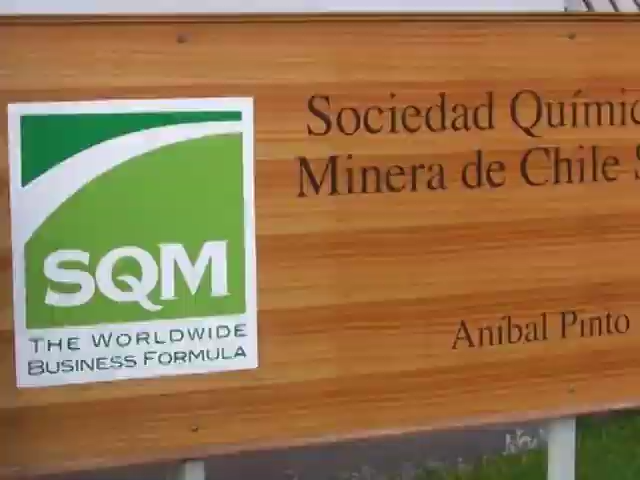 Sociedad Químic
Minera de Chile S
SQM
THE WORLDWIDE
BUSINESS FORMULA
Aníbal Pinto